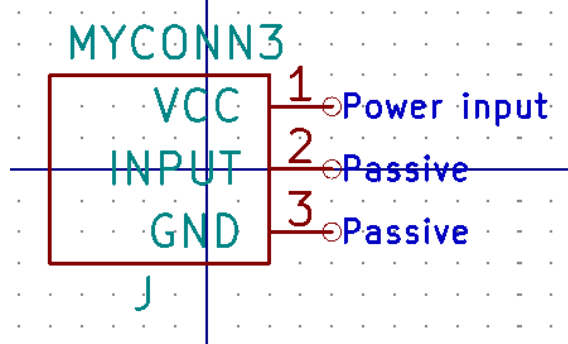 MYCONN3
VCC 1 Power input
INPUT 2 Passive
GND 3 Passive
J